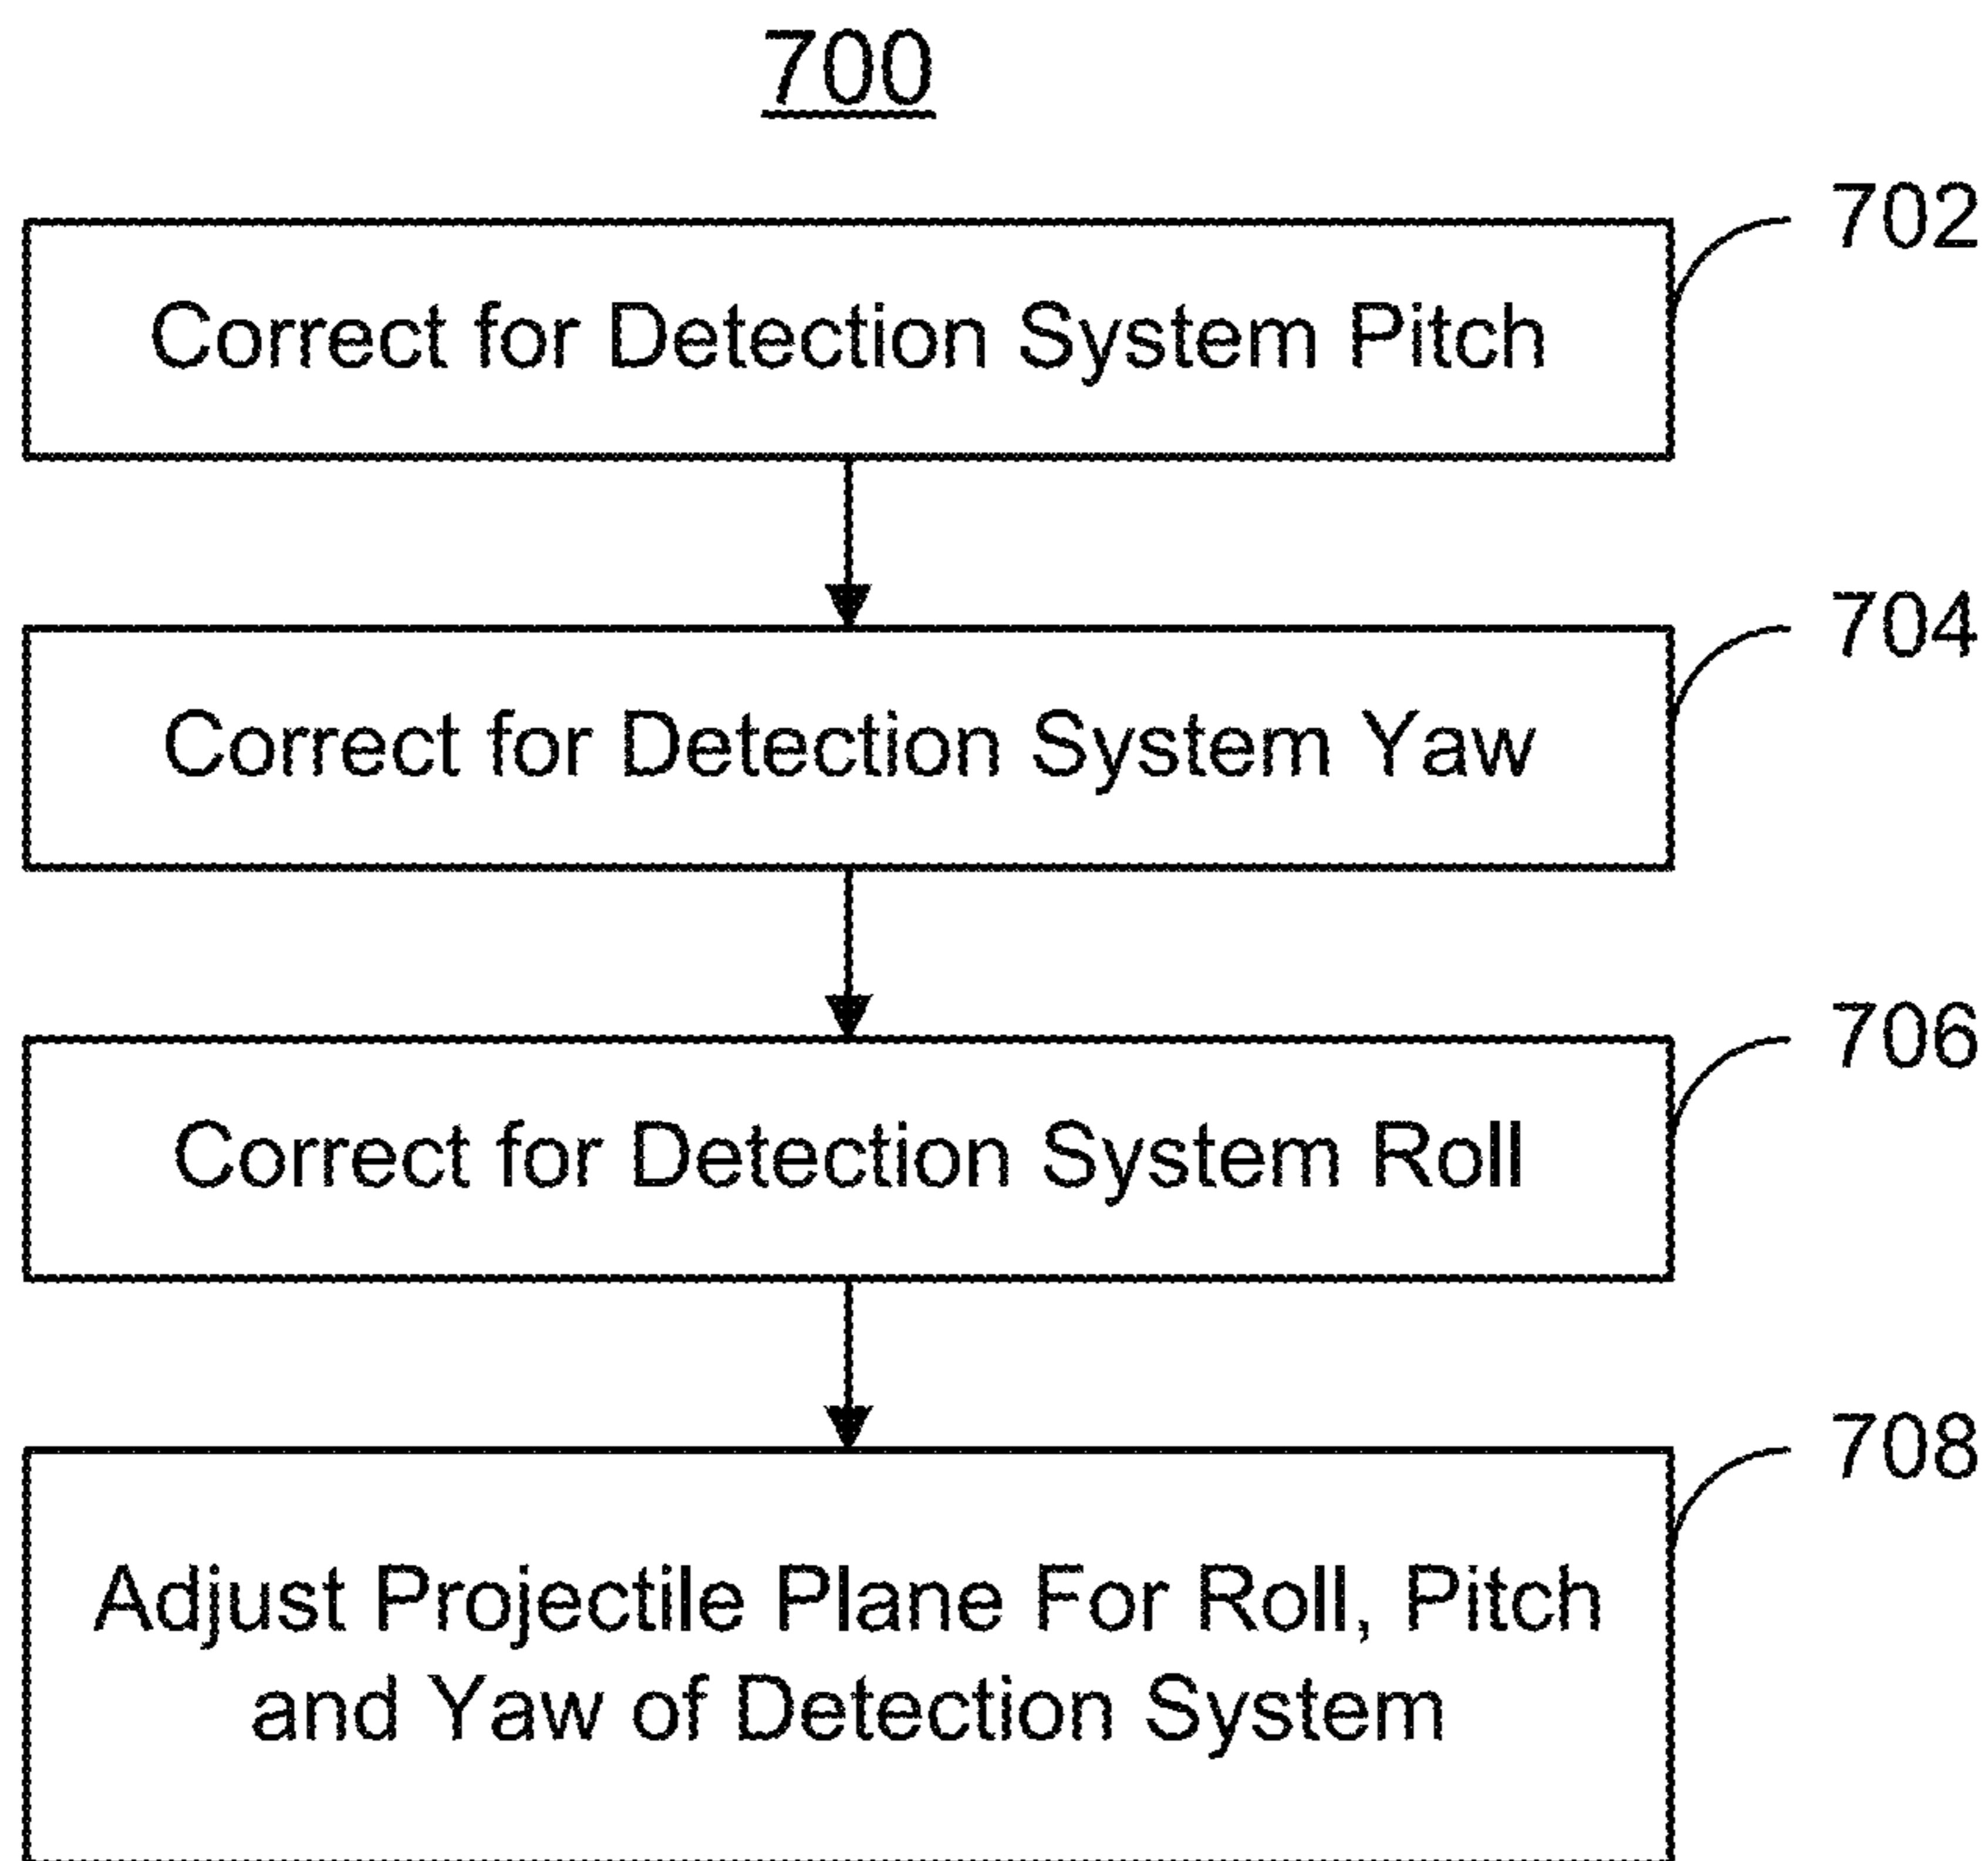 700
702
Correct for Detection System Pitch
704
Correct for Detection System Yaw
706
Correct for Detection System Roll
708
Adjust Projectile Plane For Roll, Pitch
and Yaw of Detection System